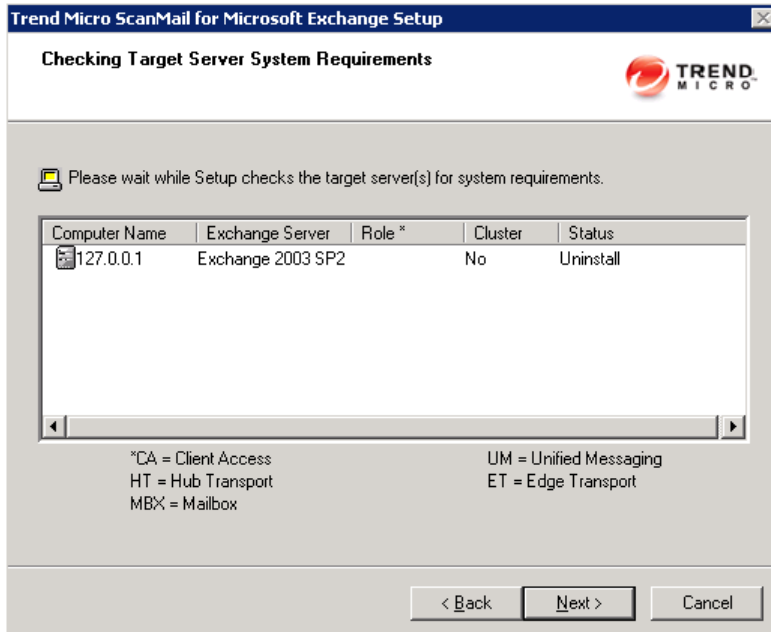 Trend Micro ScanMail for Microsoft Exchange Setup
Checking Target Server System Requirements
TREND
MICRO
Please wait while Setup checks the target server(s) for system requirements.
Computer Name Exchange Server Role * Cluster Status
127.0.0.1 Exchange 2003 SP2 No Uninstall
*CA = Client Access UM = Unified Messaging
HT = Hub Transport ET = Edge Transport
MBX = Mailbox
< Back Next > Cancel